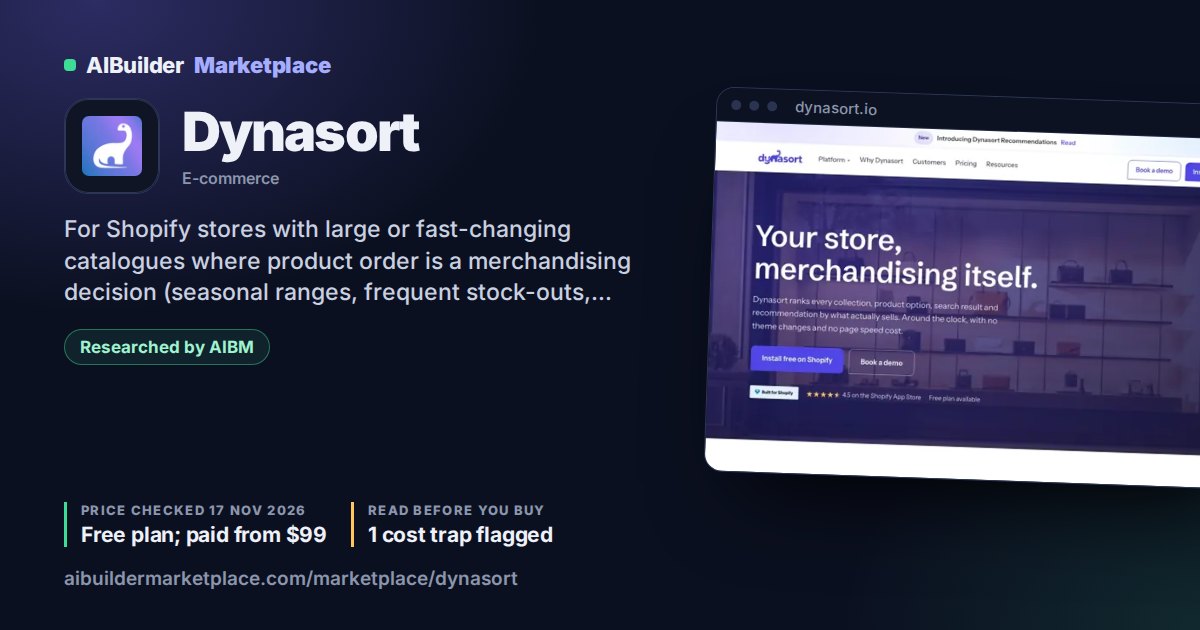 AIBuilder Marketplace
Dynasort
E-commerce
For Shopify stores with large or fast-changing
catalogues where product order is a merchandising
decision (seasonal ranges, frequent stock-outs,...
Researched by AIBM
PRICE CHECKED 17 NOV 2026
Free plan; paid from $99
READ BEFORE YOU BUY
1 cost trap flagged
aibuildermarketplace.com/marketplace/dynasort
dynasort.io
New Introducing Dynasort Recommendations Read
dynasort Platform Why Dynasort Customers Pricing Resources Book a demo
Your store,
merchandising itself.
Dynasort ranks every collection, product option, search result and
recommendation by what actually sells. Around the clock, with no
theme changes and no page speed cost.
Install free on Shopify Book a demo
Built for Shopify 4.5 on the Shopify App Store Free plan available